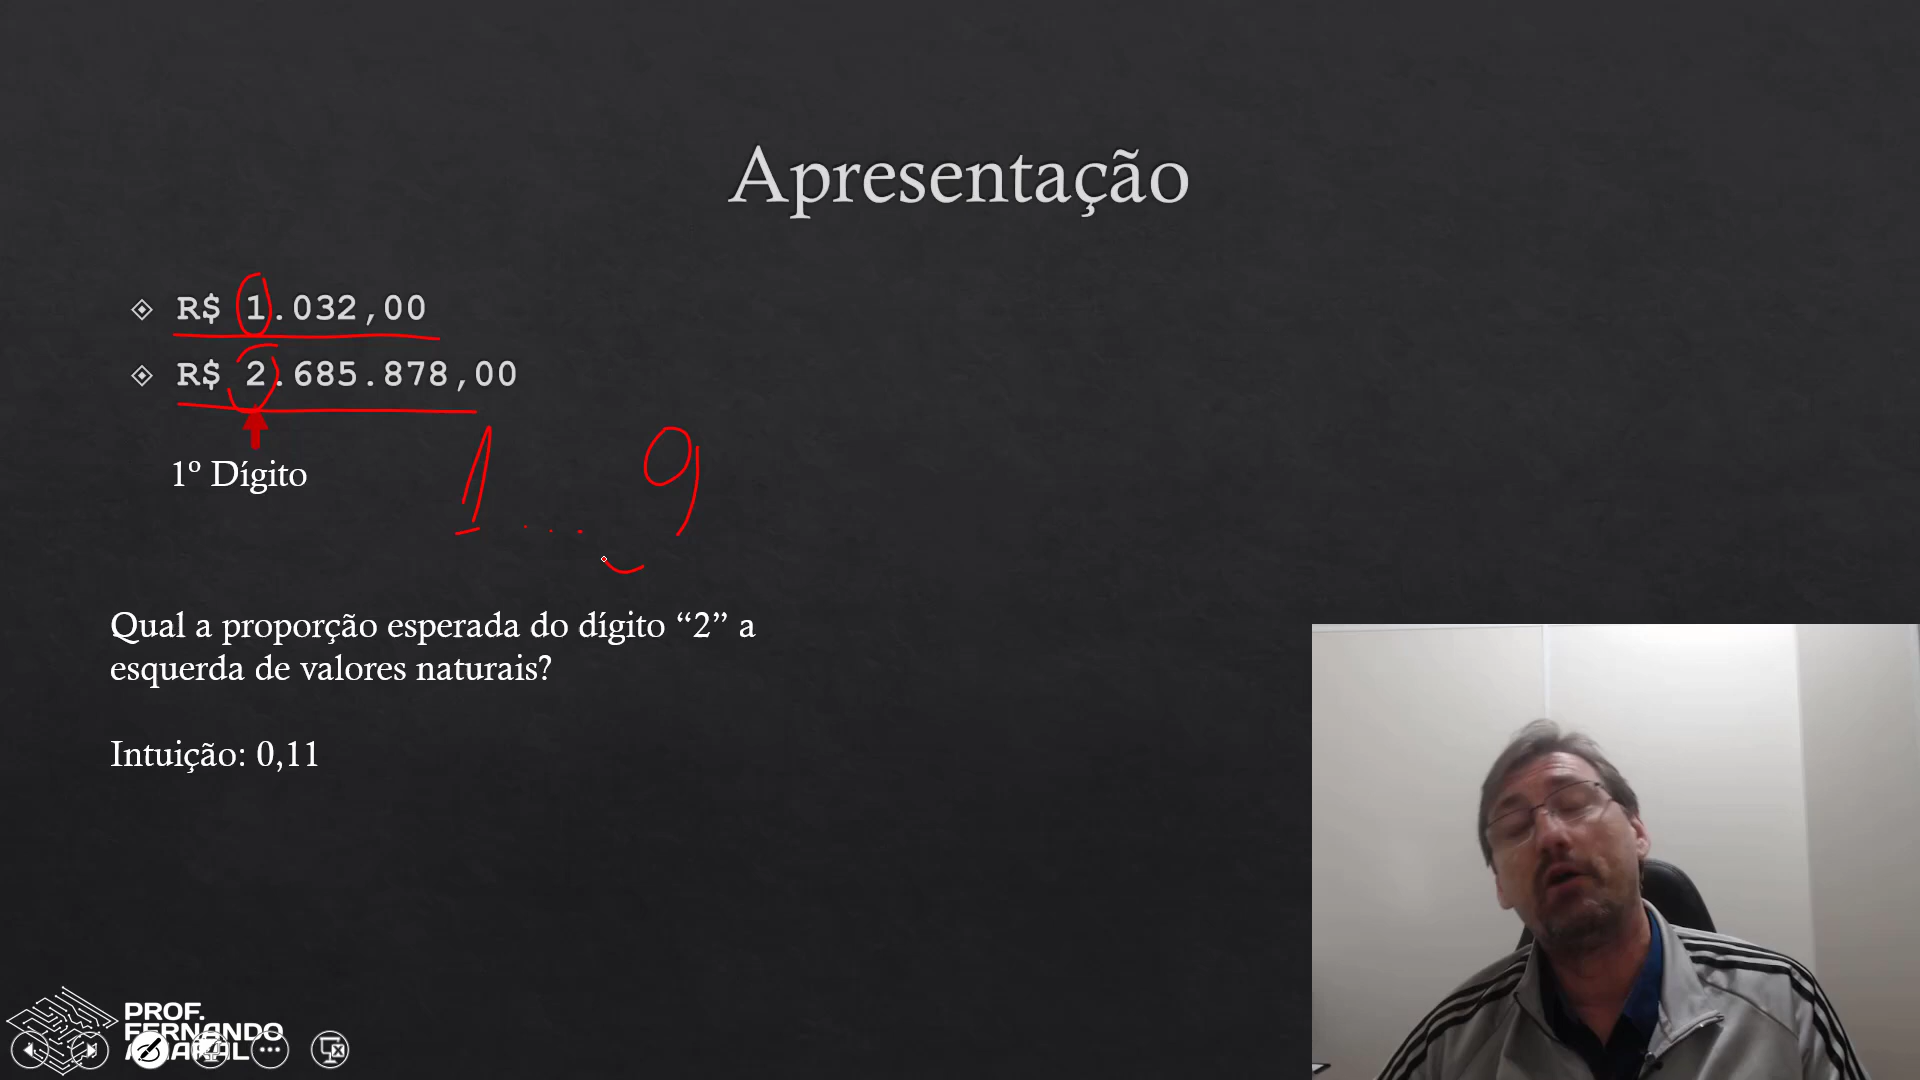 Apresentação
R$ 1.032,00
R$ 2.685.878,00
1º Dígito
1 ... 9
Qual a proporção esperada do dígito “2” a
esquerda de valores naturais?
Intuição: 0,11
PROF.
FERNANDO
AMARAL